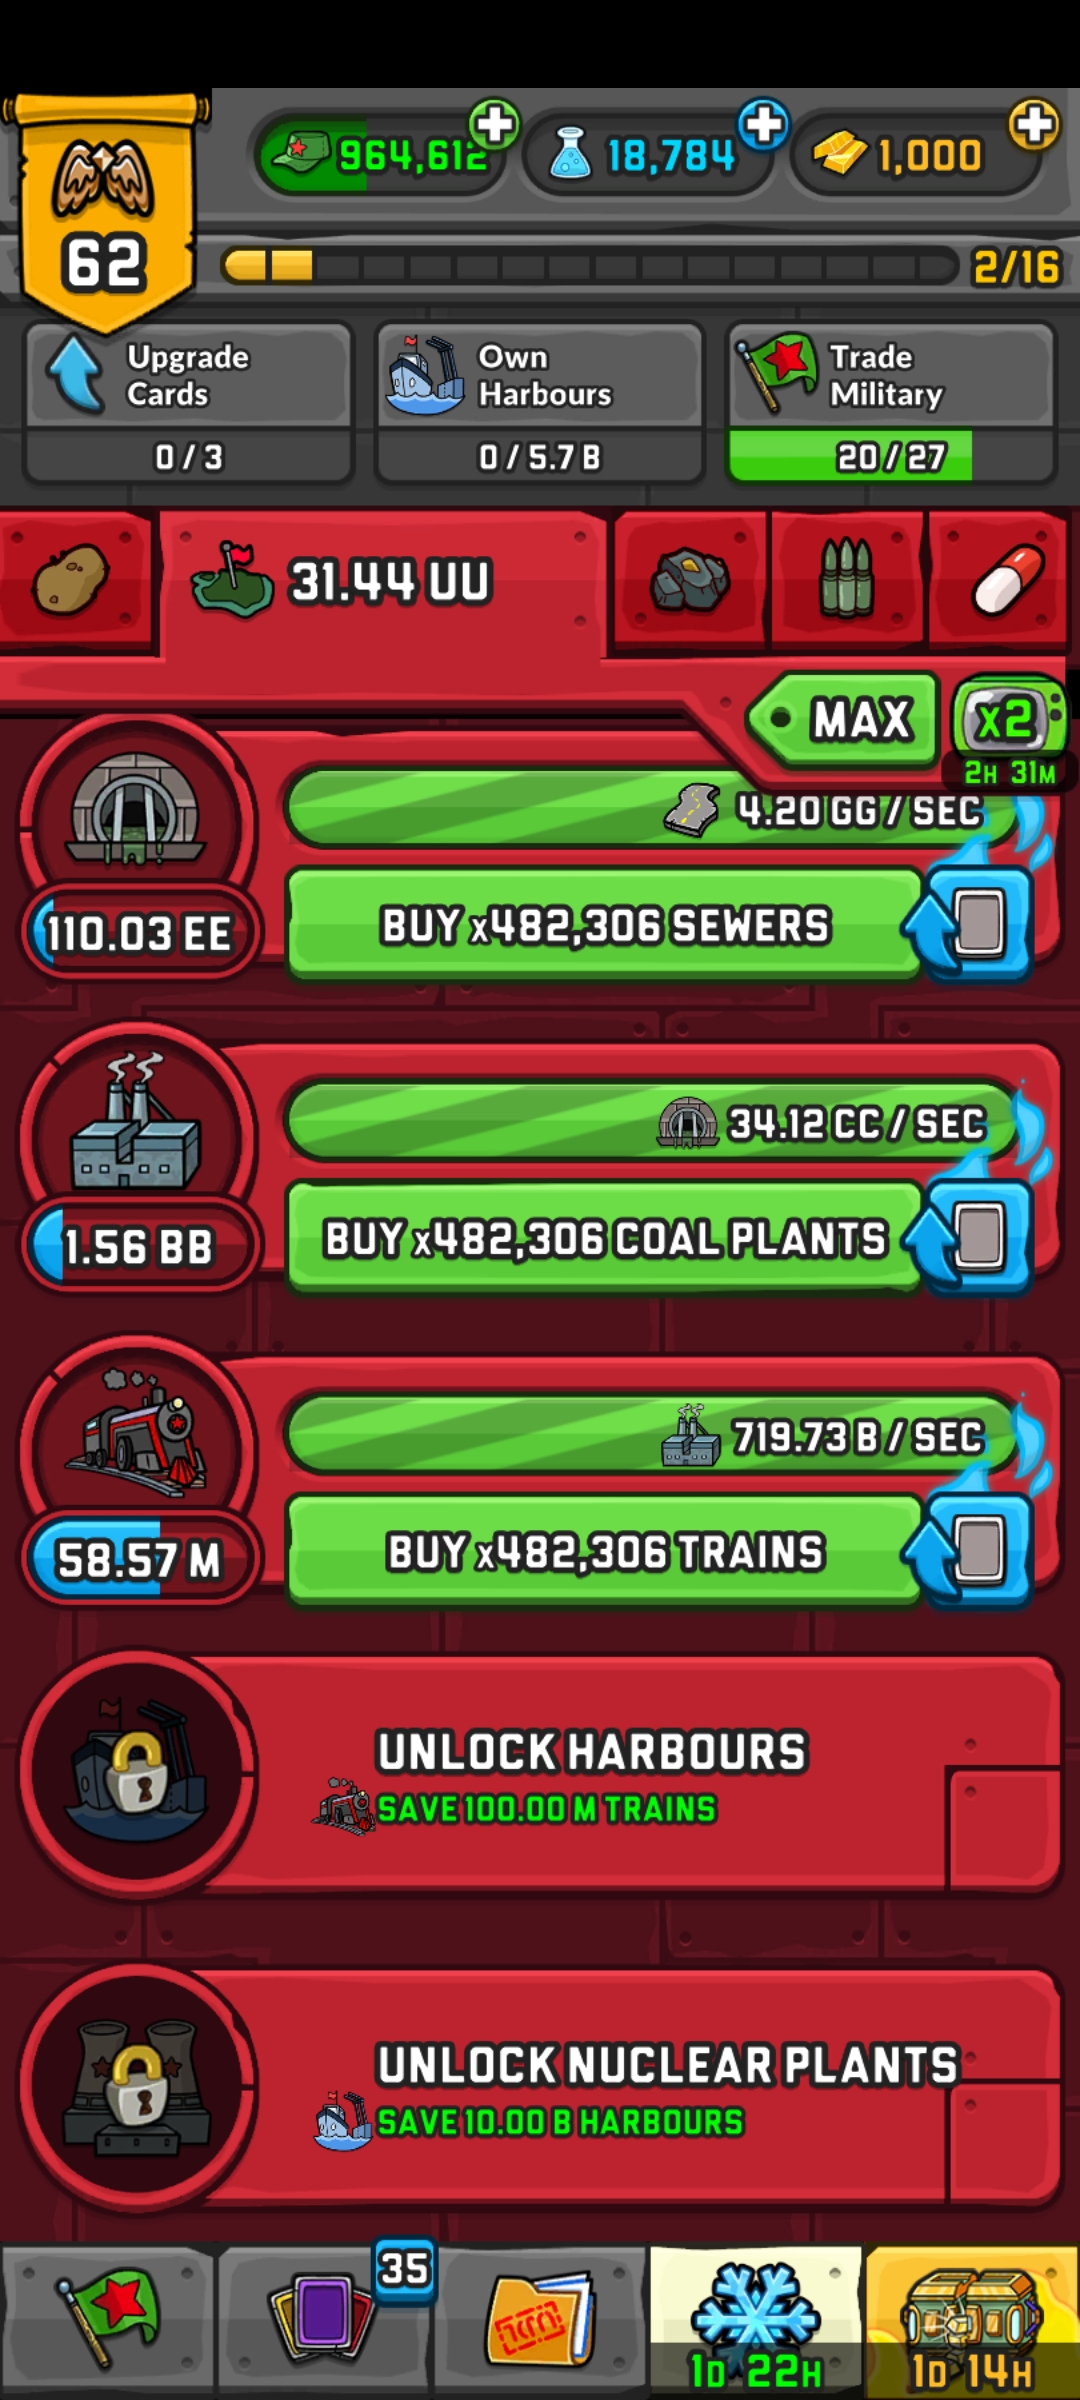 964,612
18,784
1,000
62
2/16
Upgrade
Cards
0 / 3
Own
Harbours
0 / 5.7 B
Trade
Military
20 / 27
31.44 UU
MAX
x2
2H 31M
4.20 GG / SEC
110.03 EE
BUY x482,306 SEWERS
34.12 CC / SEC
1.56 BB
BUY x482,306 COAL PLANTS
719.73 B / SEC
58.57 M
BUY x482,306 TRAINS
UNLOCK HARBOURS
SAVE 100.00 M TRAINS
UNLOCK NUCLEAR PLANTS
SAVE 10.00 B HARBOURS
35
1D 22H
1D 14H